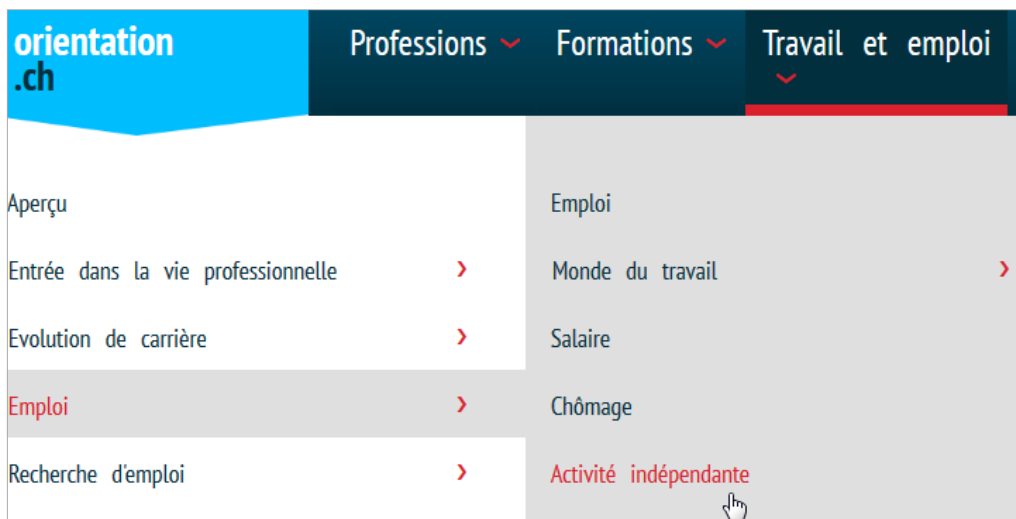 orientation
.ch
Professions
Formations
Travail et emploi
Aperçu
Entrée dans la vie professionnelle
Evolution de carrière
Emploi
Recherche d'emploi
Emploi
Monde du travail
Salaire
Chômage
Activité indépendante